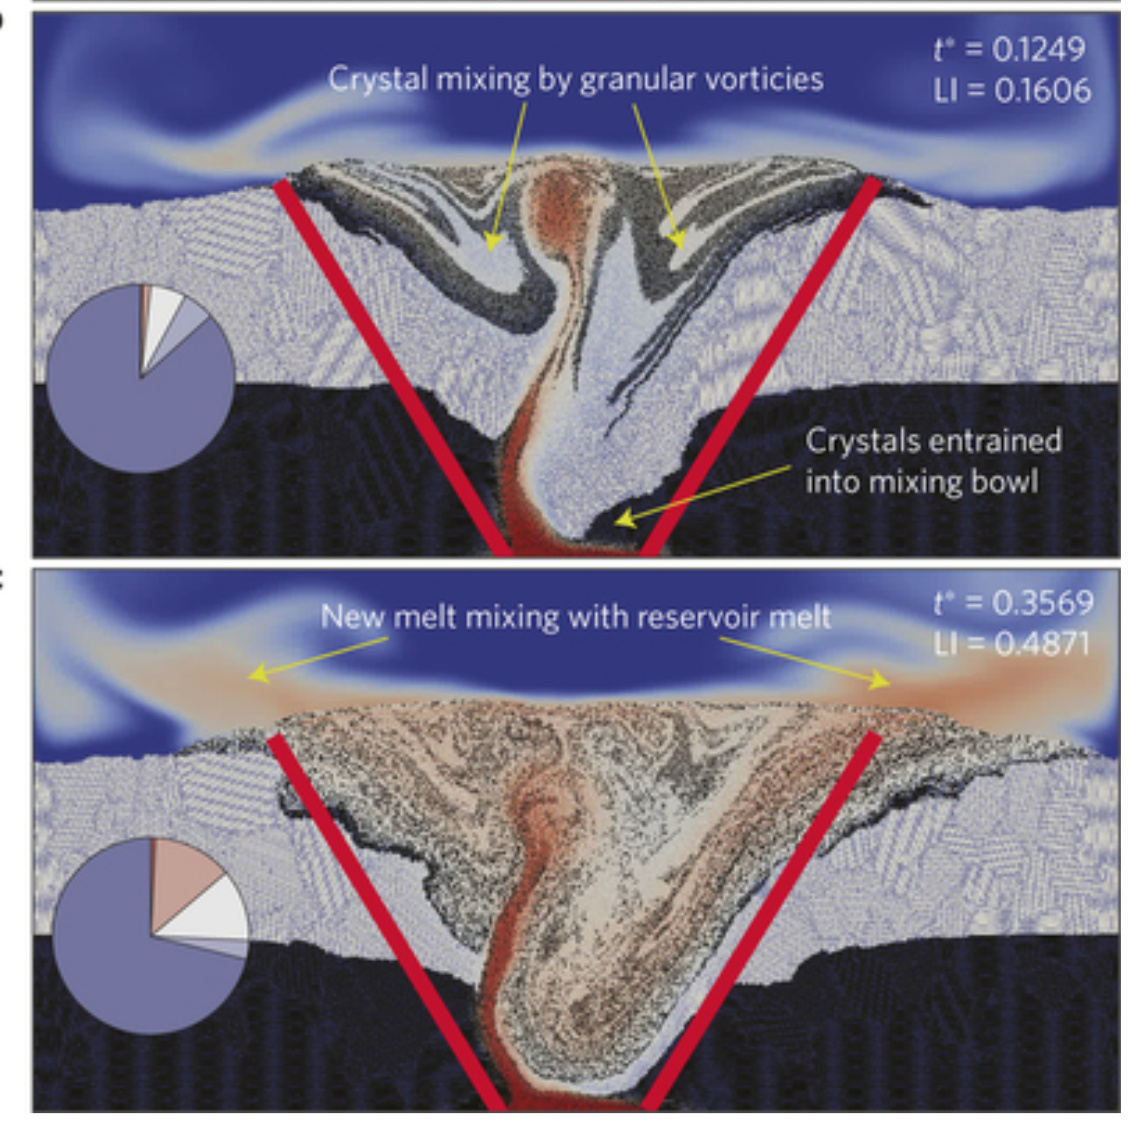 t* = 0.1249
LI = 0.1606
Crystal mixing by granular vorticies
Crystals entrained
into mixing bowl
t* = 0.3569
LI = 0.4871
New melt mixing with reservoir melt